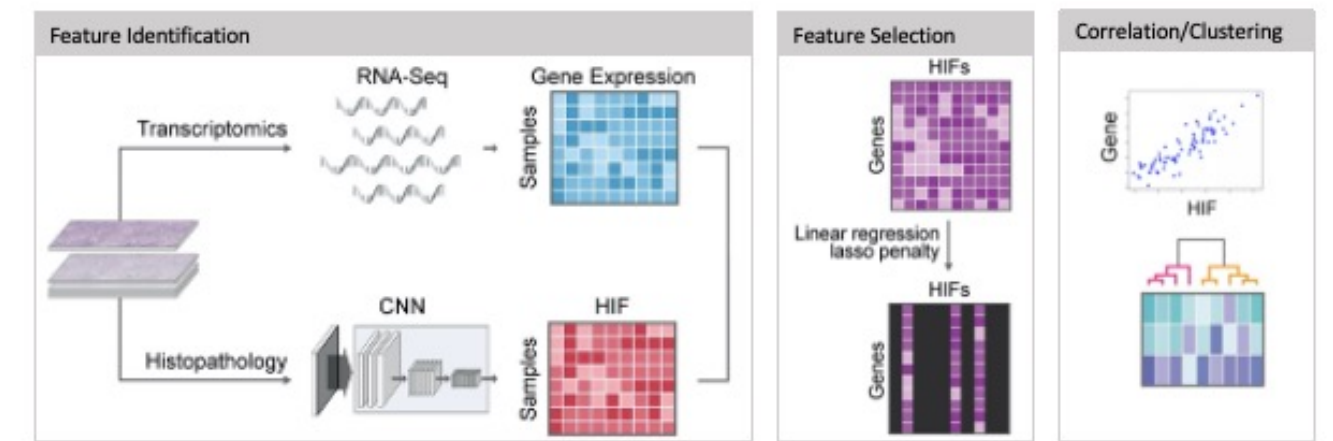 Feature Identification
Transcriptomics
RNA-Seq
Gene Expression
Samples
Histopathology
CNN
HIF
Samples
Feature Selection
HIFs
Genes
Linear regression
lasso penalty
HIFs
Genes
Correlation/Clustering
Gene
HIF